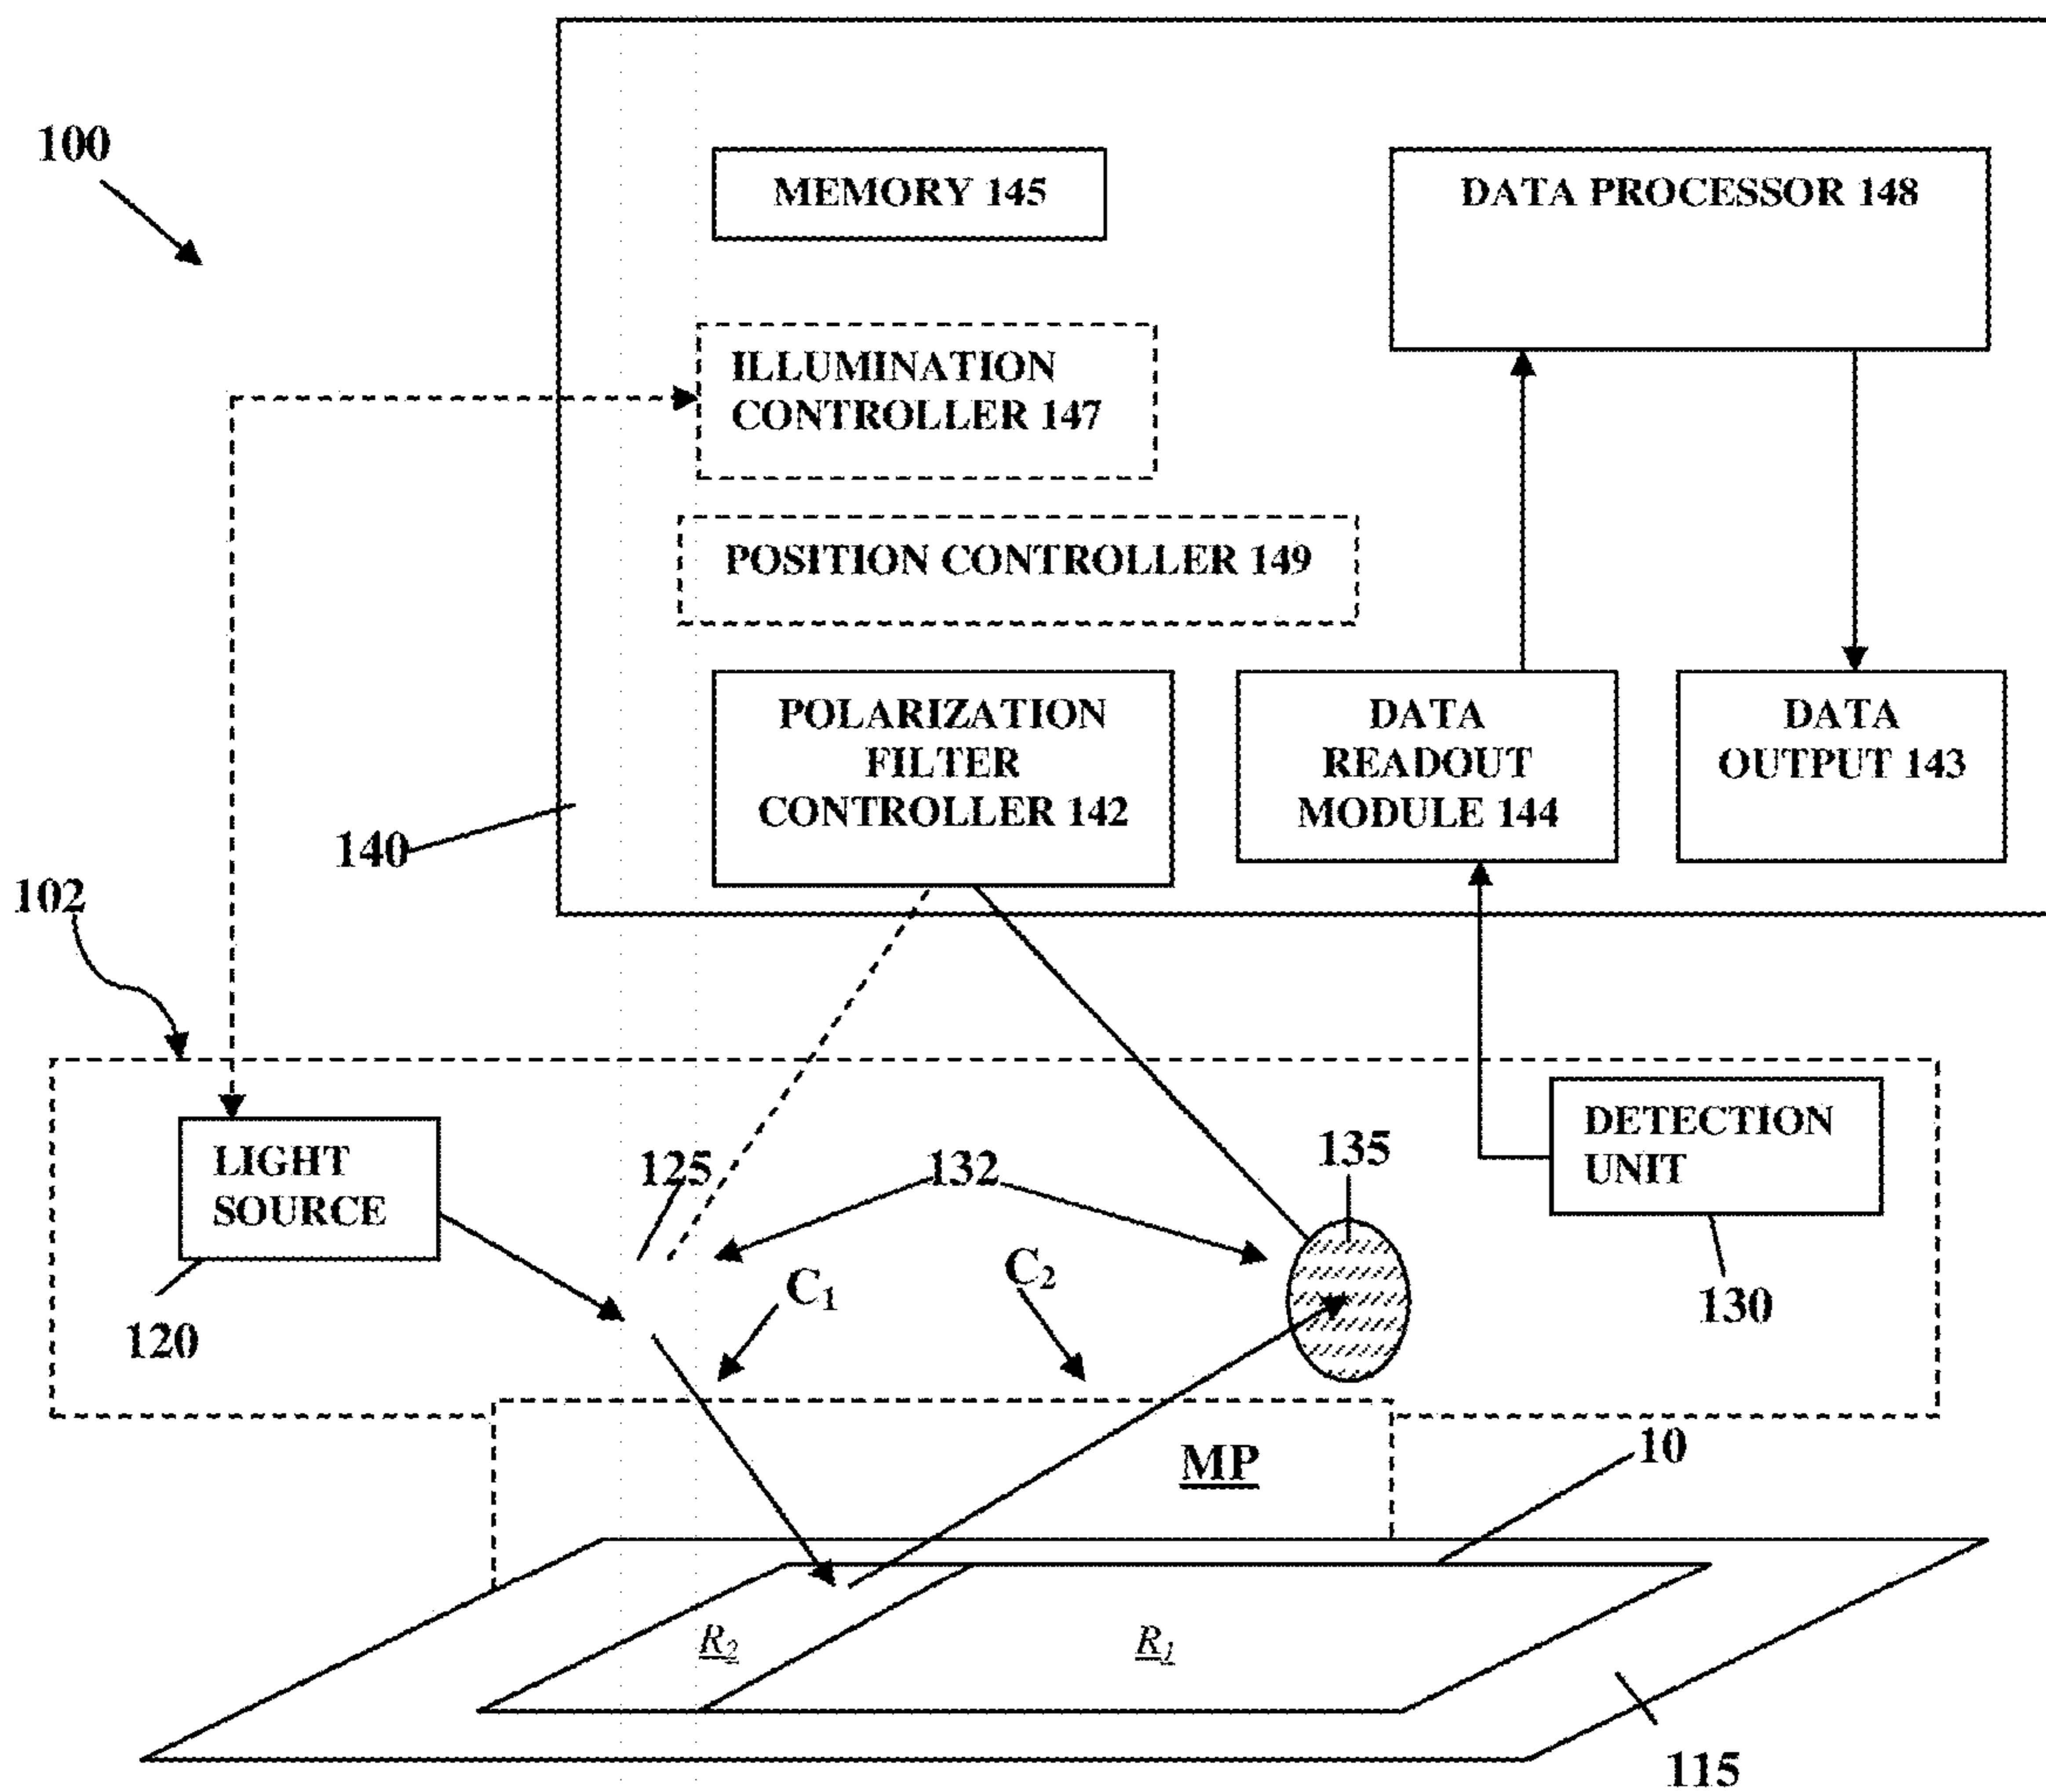 100
MEMORY 145
DATA PROCESSOR 148
ILLUMINATION
CONTROLLER 147
POSITION CONTROLLER 149
POLARIZATION
FILTER
CONTROLLER 142
DATA
READOUT
MODULE 144
DATA
OUTPUT 143
140
102
LIGHT
SOURCE
125
132
135
DETECTION
UNIT
C1
C2
120
130
MP
10
R2
R1
115